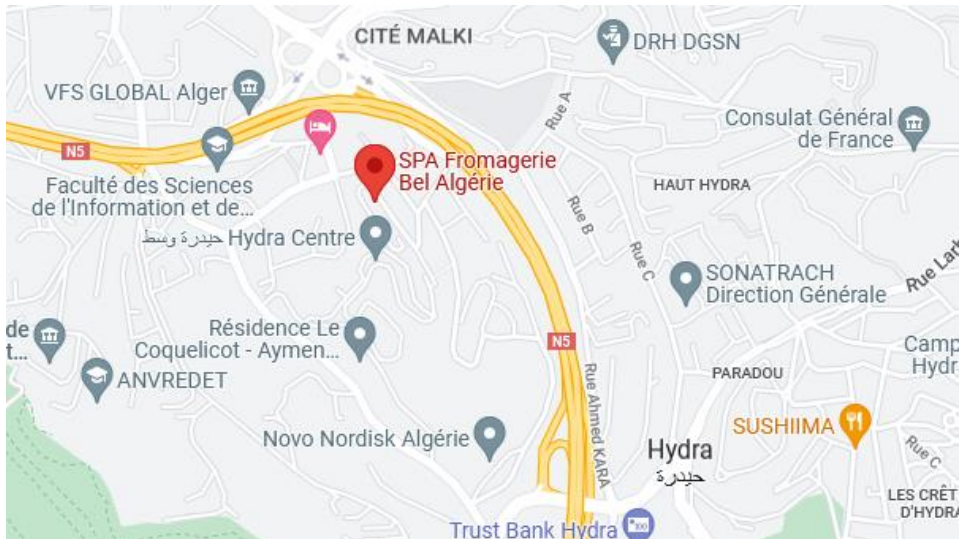 CITÉ MALKI
DRH DGSN
VFS GLOBAL Alger
Rue A
Consulat Général
de France
N5
SPA Fromagerie
Bel Algérie
Faculté des Sciences
de l'Information et de...
HAUT HYDRA
Rue B
حيدرة وسط Hydra Centre
Rue C
SONATRACH
Direction Générale
Rue Lark
de
t...
Résidence Le
Coquelicot - Aymen...
N5
Camp
Hydr
ANVREDET
Rue Ahmed KARA
PARADOU
SUSHIIMA
Novo Nordisk Algérie
Hydra
حيدرة
Rue C
LES CRÊT
D'HYDRA
Trust Bank Hydra